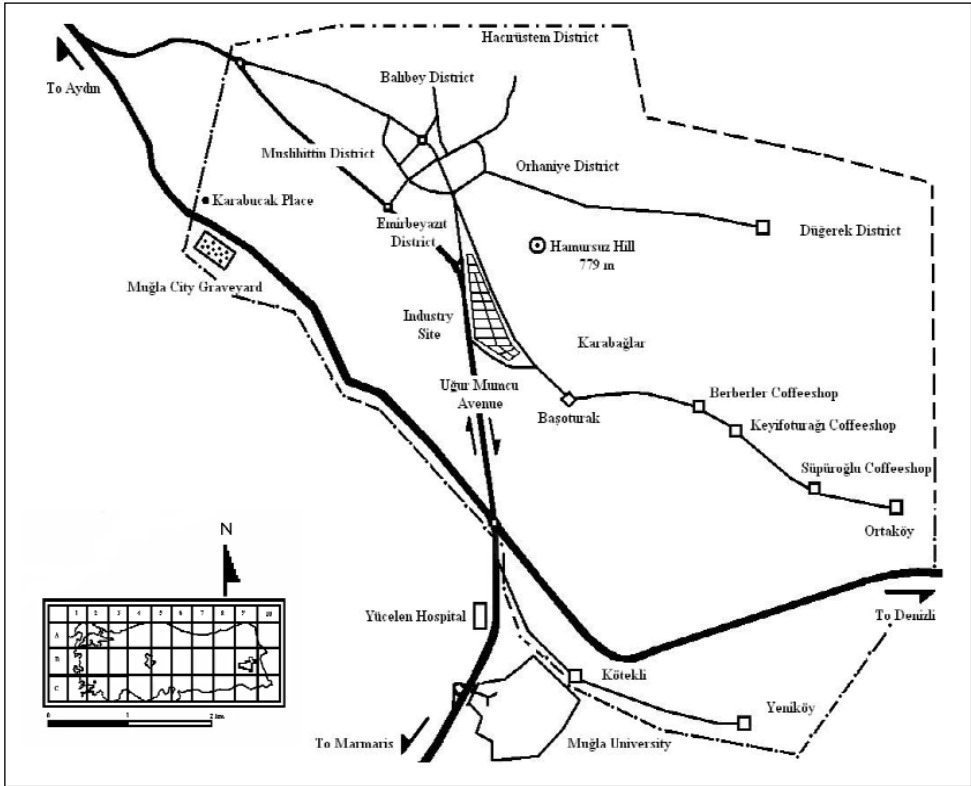 Hacırüstem District
To Aydın
Balıbey District
Muslihittin District
Orhaniye District
Karabucak Place
Emirbeyazıt
District
Düğerek District
Hamursuz Hill
779 m
Muğla City Graveyard
Industry
Site
Karabağlar
Uğur Mumcu
Avenue
Başoturak
Berberler Coffeeshop
Keyifoturağı Coffeeshop
Süpüroğlu Coffeeshop
Ortaköy
N
1 2 3 4 5 6 7 8 9 10
A
B
C
0 1 2 km
Yücelen Hospital
To Denizli
Kötekli
Yeniköy
To Marmaris
Muğla University